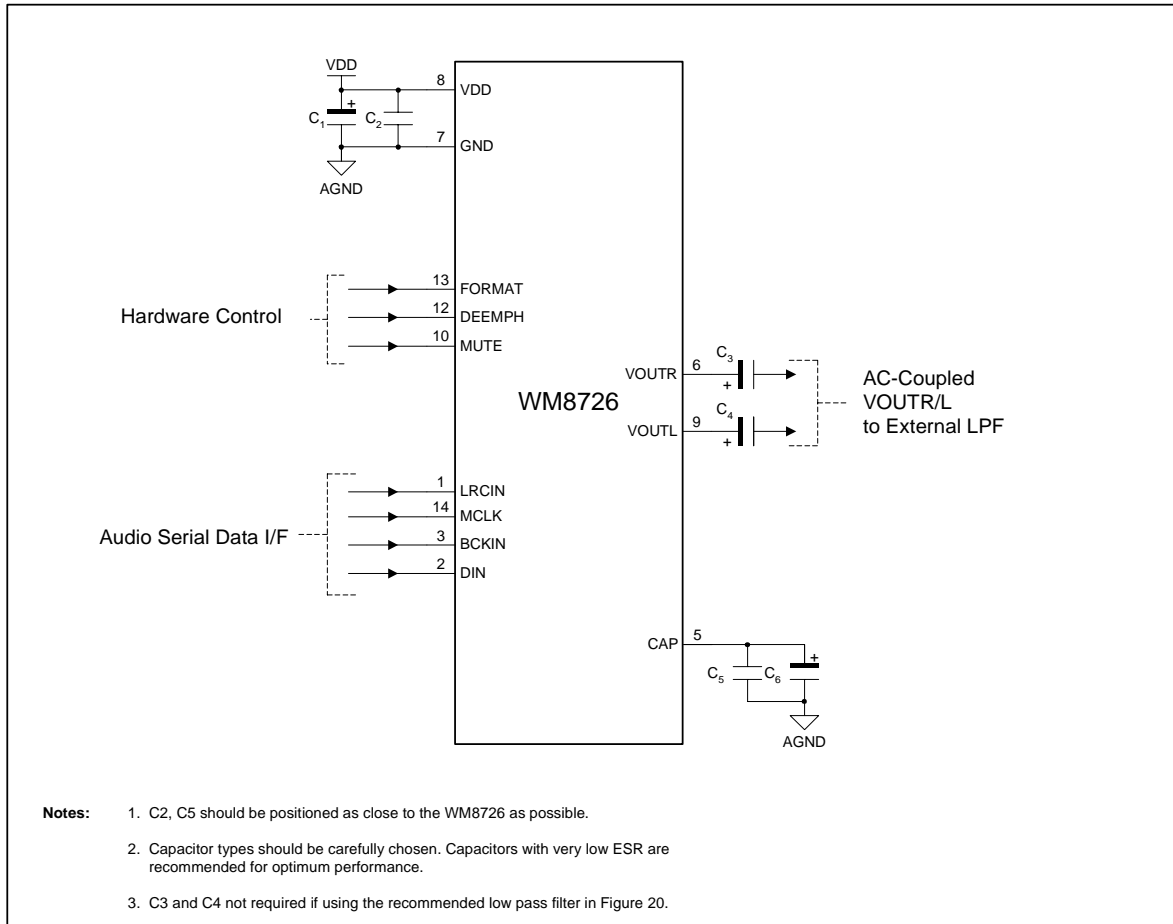 VDD
8 VDD
+
C1 C2
7 GND
AGND
Hardware Control
13 FORMAT
12 DEEMPH
10 MUTE
WM8726
VOUTR 6 C3
+
VOUTL 9 C4
+
AC-Coupled
VOUTR/L
to External LPF
Audio Serial Data I/F
1 LRCIN
14 MCLK
3 BCKIN
2 DIN
CAP 5
+
C5 C6
AGND
Notes: 1. C2, C5 should be positioned as close to the WM8726 as possible.
2. Capacitor types should be carefully chosen. Capacitors with very low ESR are
recommended for optimum performance.
3. C3 and C4 not required if using the recommended low pass filter in Figure 20.